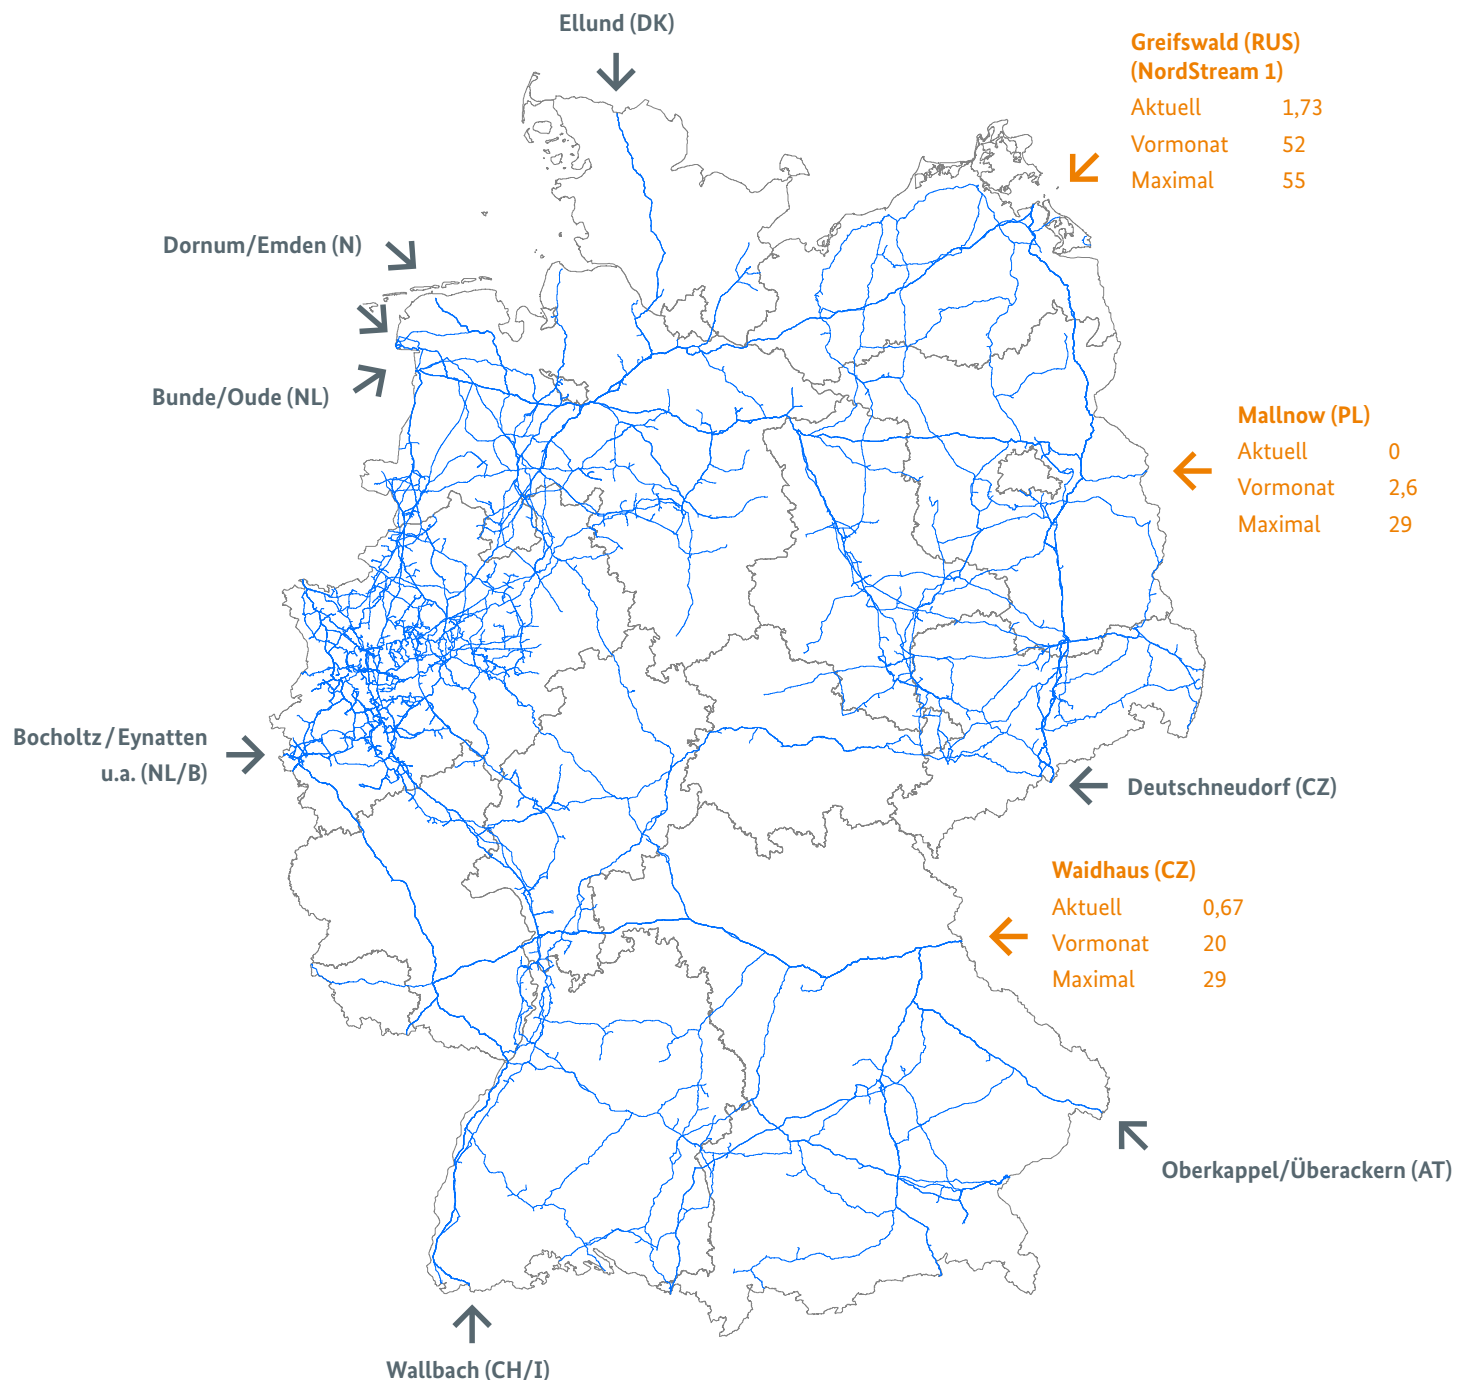 Ellund (DK)
Greifswald (RUS)
(NordStream 1)
Aktuell 1,73
Vormonat 52
Maximal 55
Dornum/Emden (N)
Bunde/Oude (NL)
Mallnow (PL)
Aktuell 0
Vormonat 2,6
Maximal 29
Bocholtz / Eynatten
u.a. (NL/B)
Deutschneudorf (CZ)
Waidhaus (CZ)
Aktuell 0,67
Vormonat 20
Maximal 29
Oberkappel/Überackern (AT)
Wallbach (CH/I)